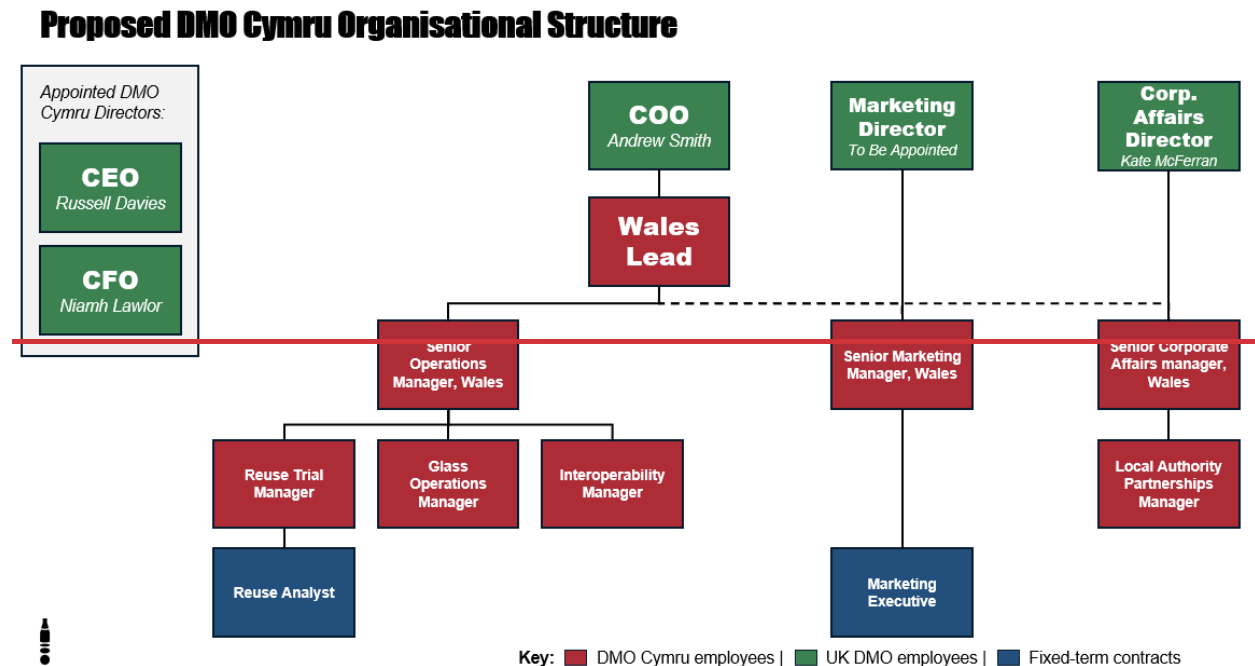 Proposed DMO Cymru Organisational Structure
Appointed DMO
Cymru Directors:
CEO
Russell Davies
CFO
Niamh Lawlor
COO
Andrew Smith
Marketing
Director
To Be Appointed
Corp.
Affairs
Director
Kate McFerran
Wales
Lead
Senior
Operations
Manager, Wales
Senior Marketing
Manager, Wales
Senior Corporate
Affairs manager,
Wales
Reuse Trial
Manager
Glass
Operations
Manager
Interoperability
Manager
Local Authority
Partnerships
Manager
Reuse Analyst
Marketing
Executive
Key: DMO Cymru employees | UK DMO employees | Fixed-term contracts